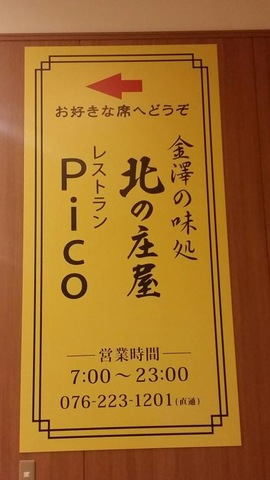 お好きな席へどうぞ
金澤の味処
北の庄屋
レストラン
Pico
営業時間
7:00～23:00
076-223-1201(直通)